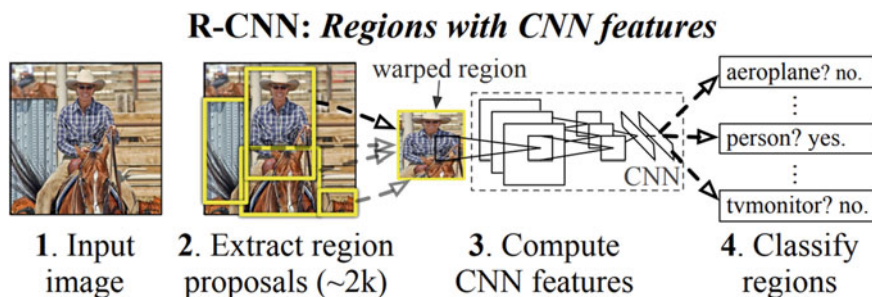 R-CNN: Regions with CNN features
warped region
aeroplane? no.
person? yes.
tvmonitor? no.
CNN
1. Input
image
2. Extract region
proposals (~2k)
3. Compute
CNN features
4. Classify
regions